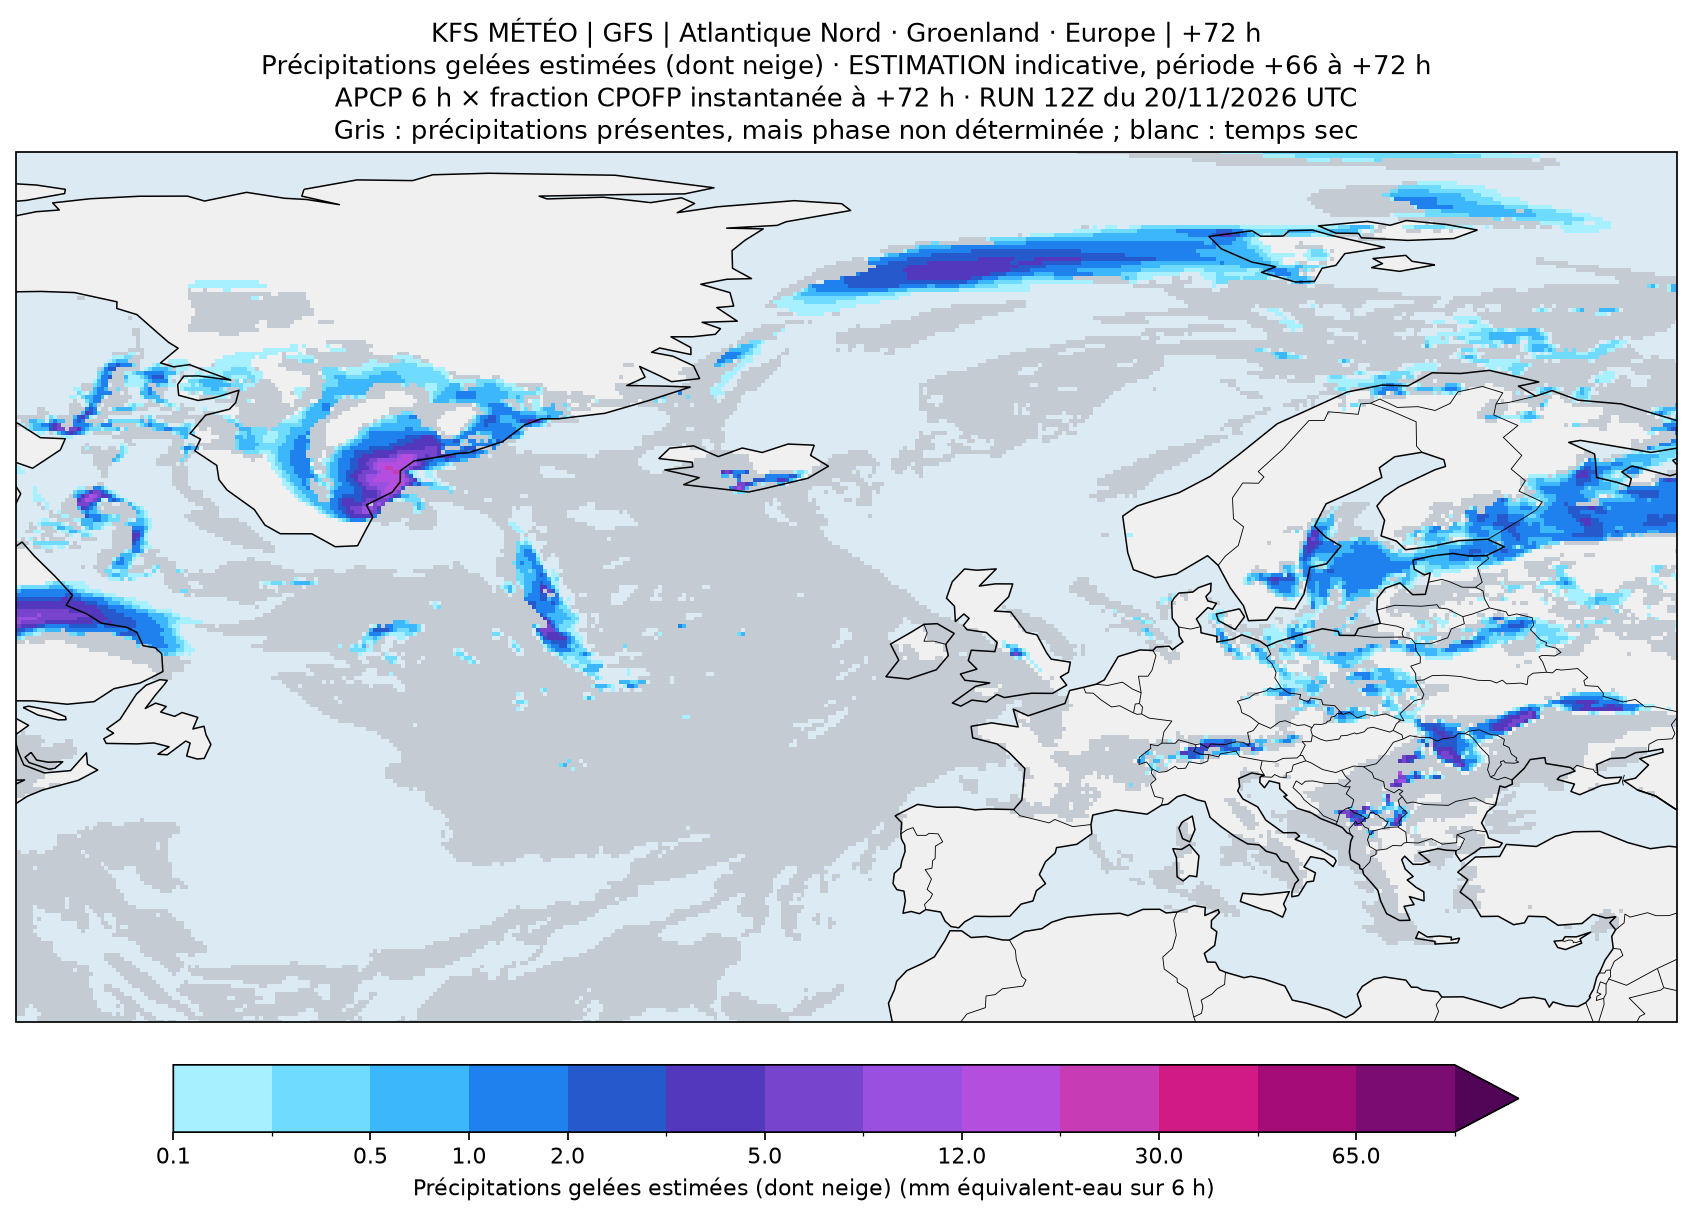 KFS MÉTÉO | GFS | Atlantique Nord · Groenland · Europe | +72 h
Précipitations gelées estimées (dont neige) · ESTIMATION indicative, période +66 à +72 h
APCP 6 h × fraction CPOFP instantanée à +72 h · RUN 12Z du 20/11/2026 UTC
Gris : précipitations présentes, mais phase non déterminée ; blanc : temps sec
0.1 0.5 1.0 2.0 5.0 12.0 30.0 65.0
Précipitations gelées estimées (dont neige) (mm équivalent-eau sur 6 h)